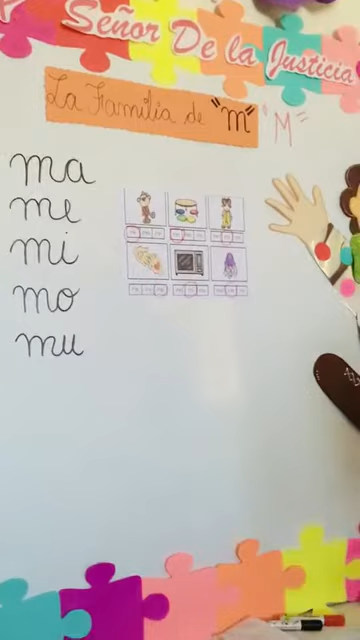 Señor De la Justicia
La Familia de "m" "M"
ma
me
mi
mo
mu